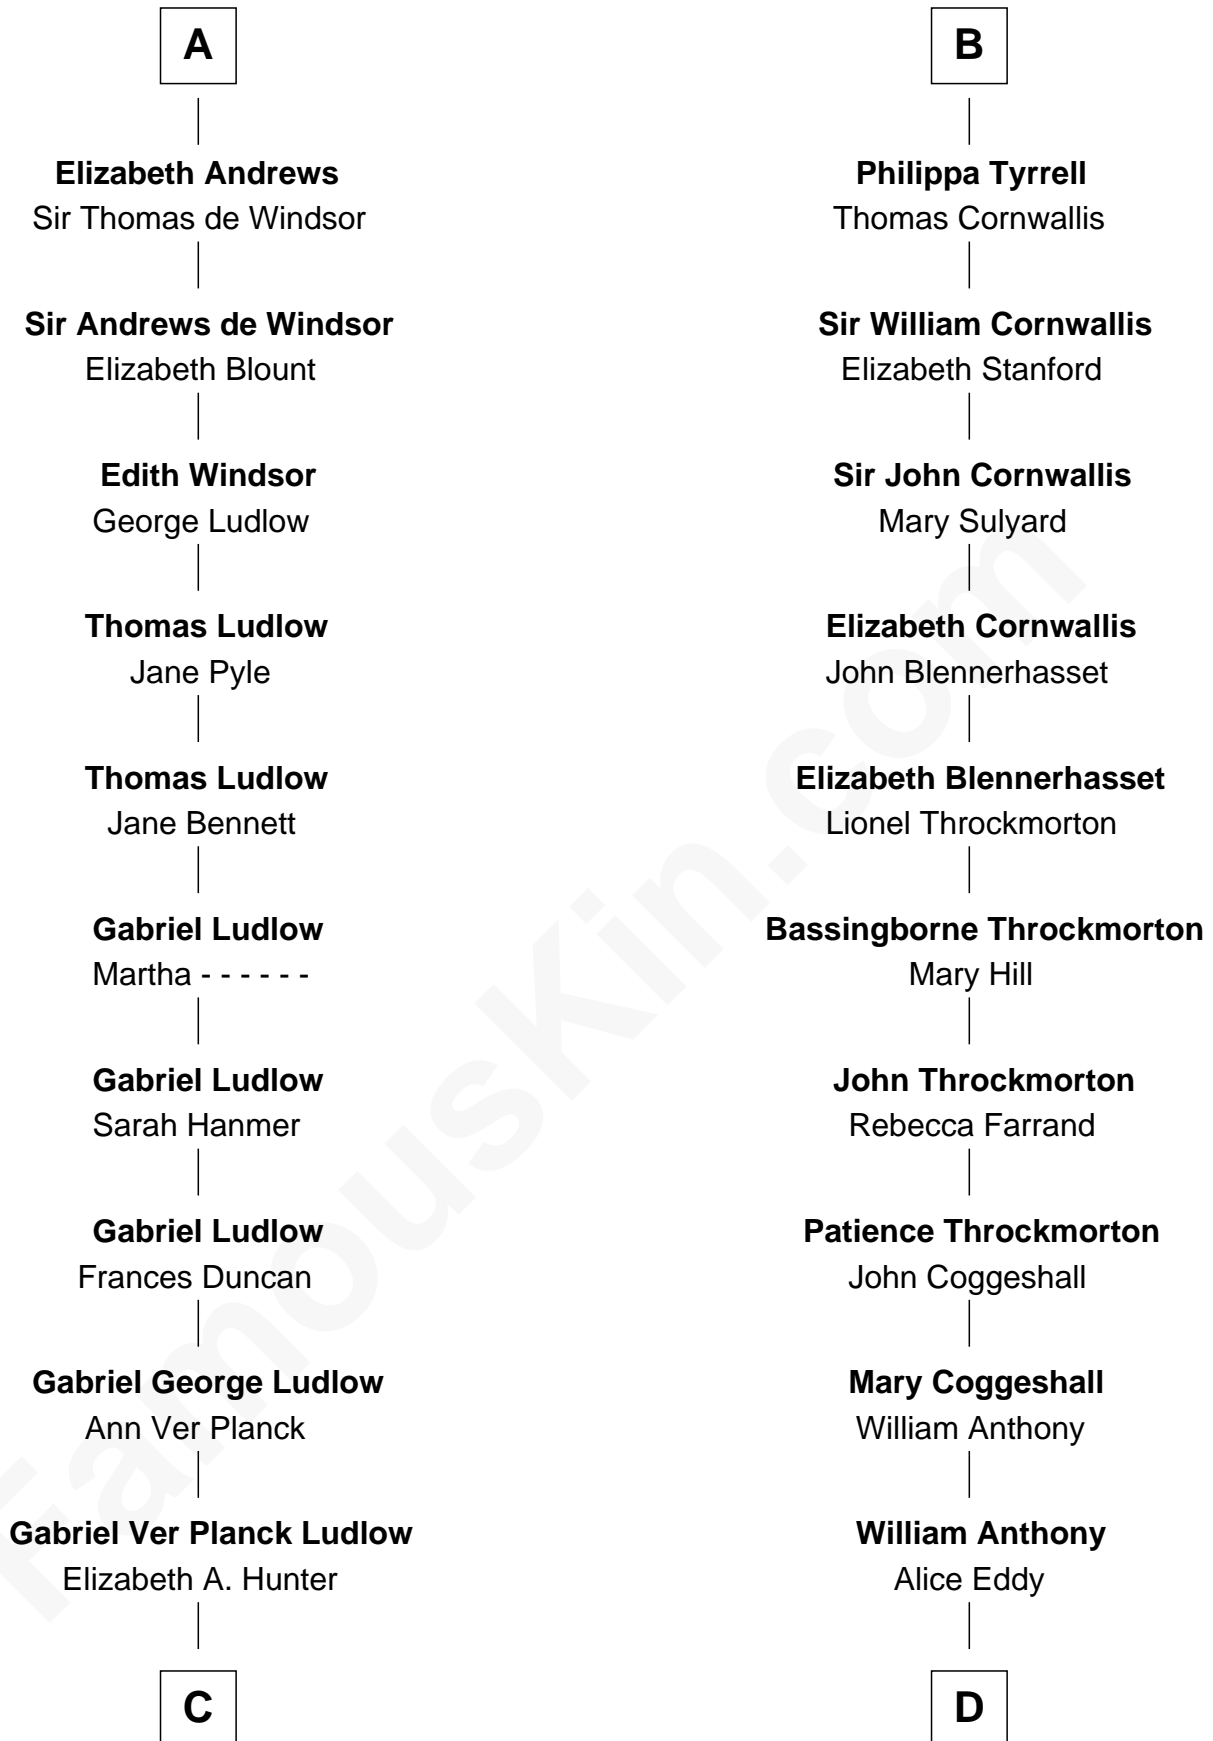 A
Elizabeth Andrews
Sir Thomas de Windsor
Sir Andrews de Windsor
Elizabeth Blount
Edith Windsor
George Ludlow
Thomas Ludlow
Jane Pyle
Thomas Ludlow
Jane Bennett
Gabriel Ludlow
Martha - - - - - -
Gabriel Ludlow
Sarah Hanmer
Gabriel Ludlow
Frances Duncan
Gabriel George Ludlow
Ann Ver Planck
Gabriel Ver Planck Ludlow
Elizabeth A. Hunter
C
B
Philippa Tyrrell
Thomas Cornwallis
Sir William Cornwallis
Elizabeth Stanford
Sir John Cornwallis
Mary Sulyard
Elizabeth Cornwallis
John Blennerhasset
Elizabeth Blennerhasset
Lionel Throckmorton
Bassingborne Throckmorton
Mary Hill
John Throckmorton
Rebecca Farrand
Patience Throckmorton
John Coggeshall
Mary Coggeshall
William Anthony
William Anthony
Alice Eddy
D
FamousKin.com